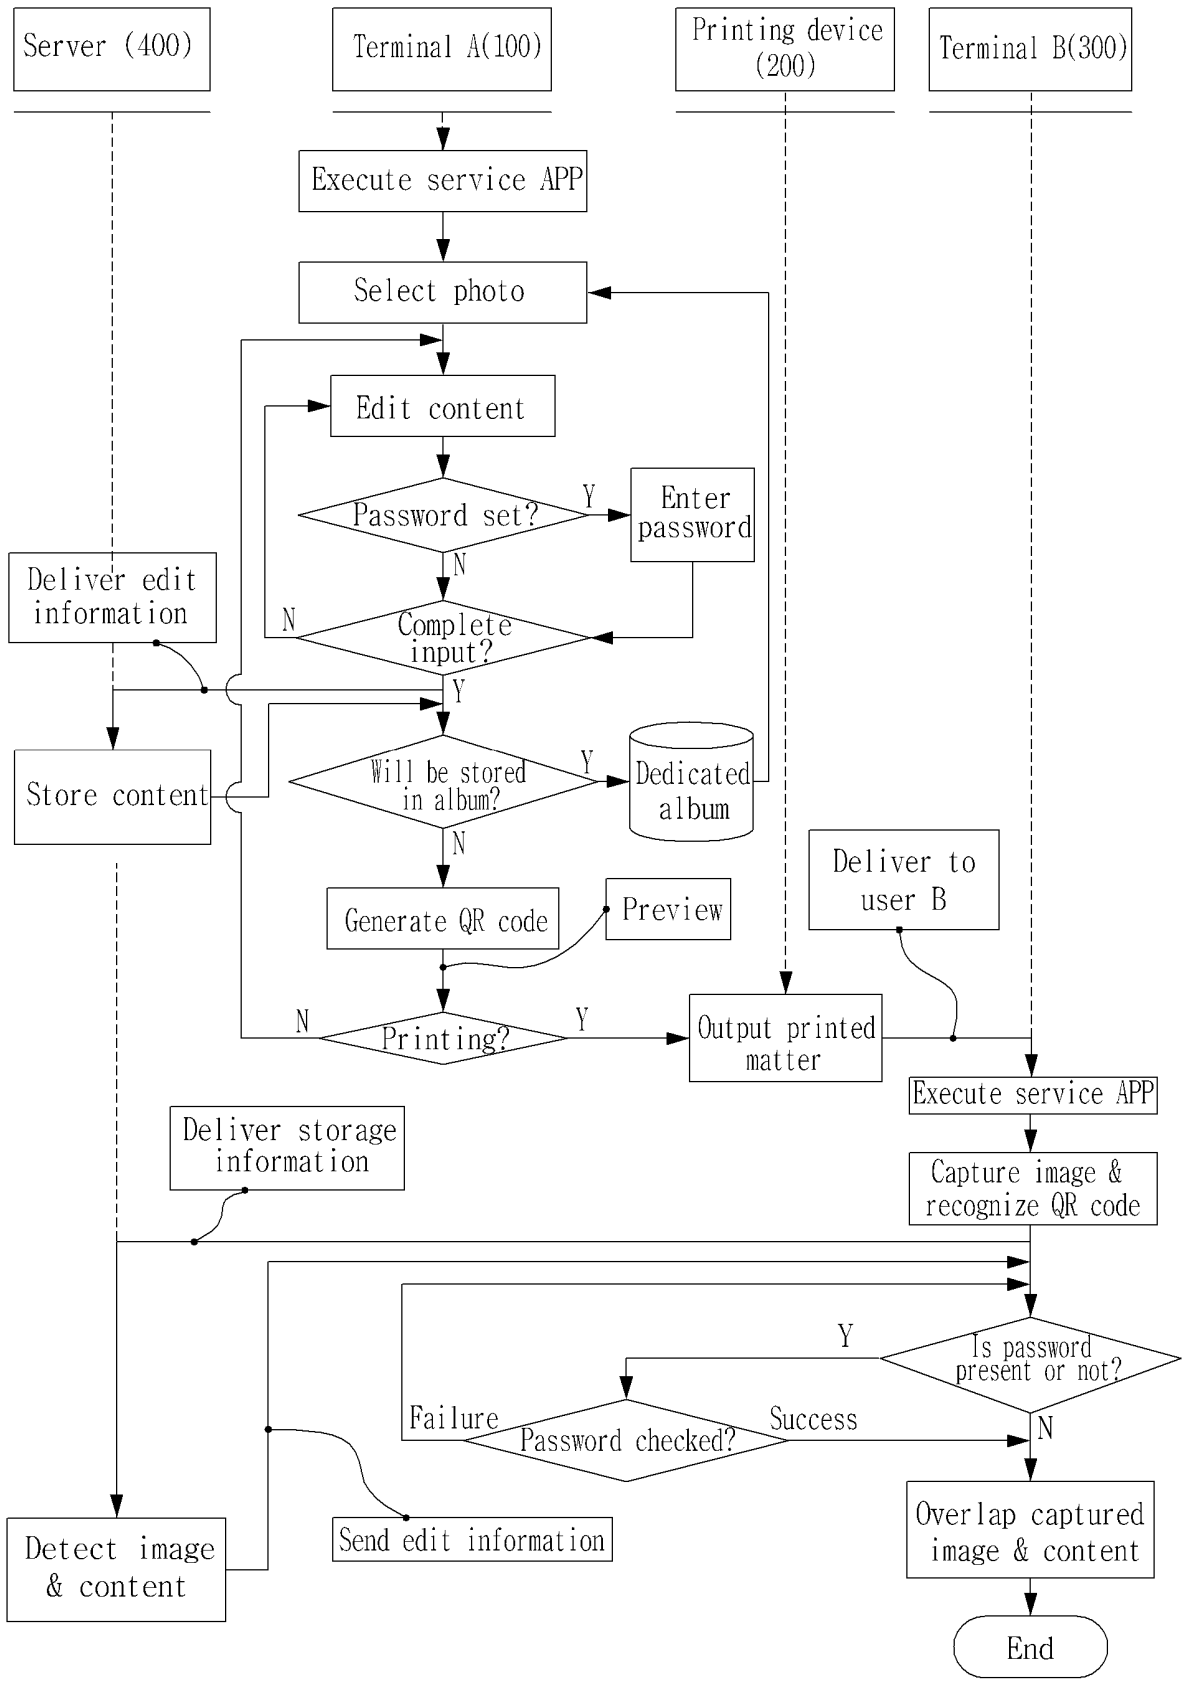 Server (400)
Terminal A(100)
Printing device
(200)
Terminal B(300)
Execute service APP
Select photo
Edit content
Password set?
Y
Enter
password
N
Deliver edit
information
N
Complete
input?
Y
Store content
Will be stored
in album?
Y
Dedicated
album
N
Deliver to
user B
Generate QR code
Preview
N
Printing?
Y
Output printed
matter
Execute service APP
Deliver storage
information
Capture image &
recognize QR code
Y
Is password
present or not?
Failure
Password checked?
Success
N
Detect image
& content
Send edit information
Overlap captured
image & content
End